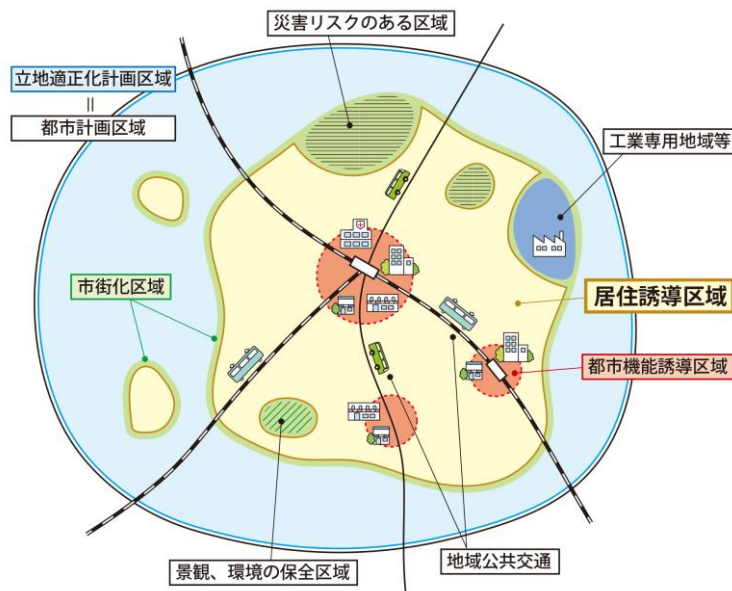 災害リスクのある区域
立地適正化計画区域
＝
都市計画区域
工業専用地域等
市街化区域
居住誘導区域
都市機能誘導区域
景観、環境の保全区域
地域公共交通